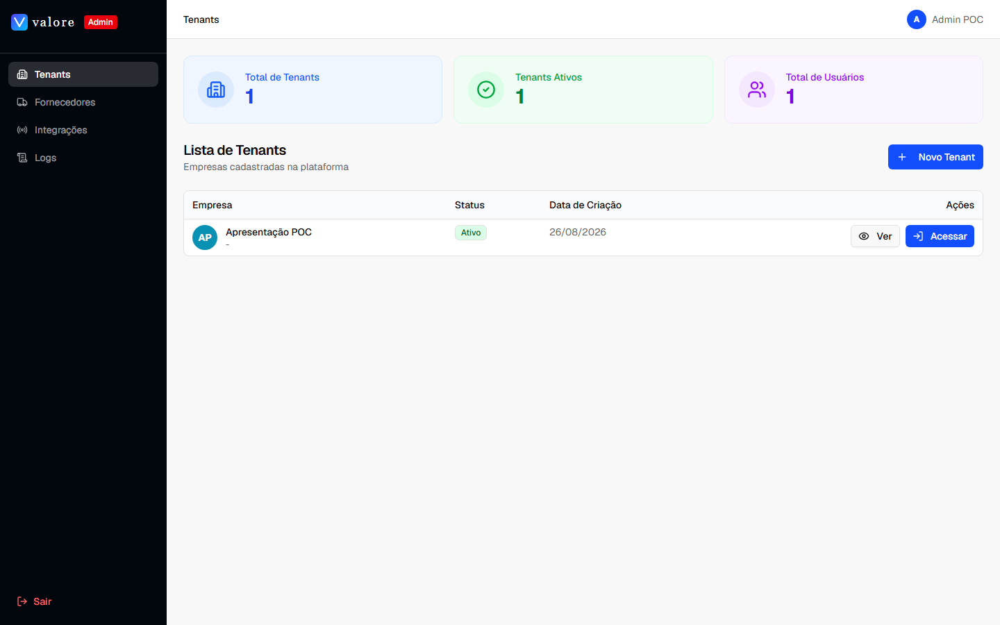 valore Admin
Tenants
Fornecedores
Integrações
Logs
Sair
Tenants
A Admin POC
Total de Tenants
1
Tenants Ativos
1
Total de Usuários
1
Lista de Tenants
Empresas cadastradas na plataforma
+ Novo Tenant
Empresa Status Data de Criação Ações
AP Apresentação POC Ativo 26/08/2026 Ver Acessar
-